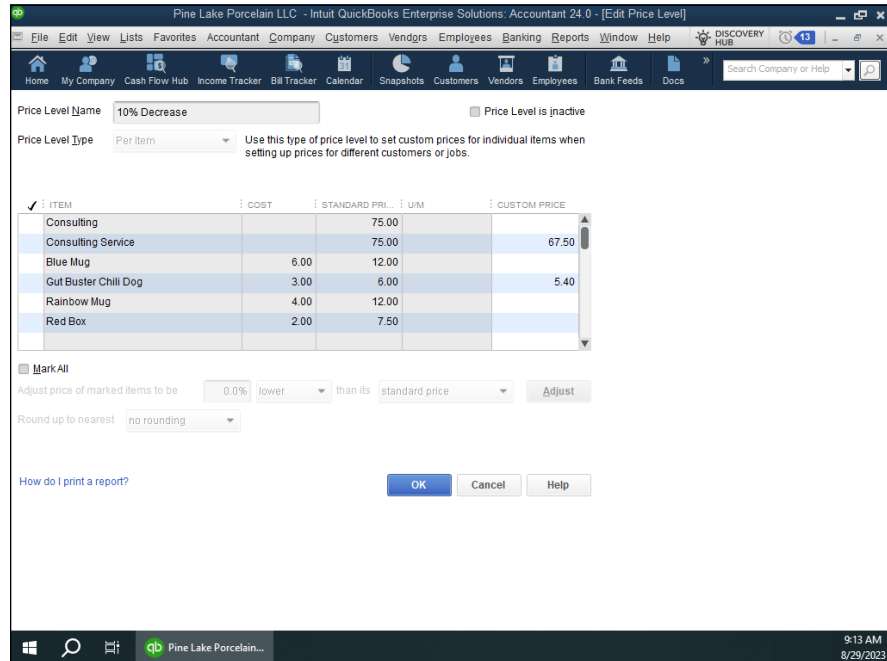 qb Pine Lake Porcelain LLC - Intuit QuickBooks Enterprise Solutions: Accountant 24.0 - [Edit Price Level]
File Edit View Lists Favorites Accountant Company Customers Vendors Employees Banking Reports Window Help DISCOVERY HUB 13
Home My Company Cash Flow Hub Income Tracker Bill Tracker Calendar Snapshots Customers Vendors Employees Bank Feeds Docs » Search Company or Help
31
Price Level Name 10% Decrease Price Level is inactive
Price Level Type Per Item Use this type of price level to set custom prices for individual items when
setting up prices for different customers or jobs.
ITEM COST STANDARD PRI... U/M CUSTOM PRICE
Consulting 75.00
Consulting Service 75.00 67.50
Blue Mug 6.00 12.00
Gut Buster Chili Dog 3.00 6.00 5.40
Rainbow Mug 4.00 12.00
Red Box 2.00 7.50
Mark All
Adjust price of marked items to be 0.0% lower than its standard price Adjust
Round up to nearest no rounding
How do I print a report? OK Cancel Help
qb Pine Lake Porcelain...
9:13 AM
8/29/2023